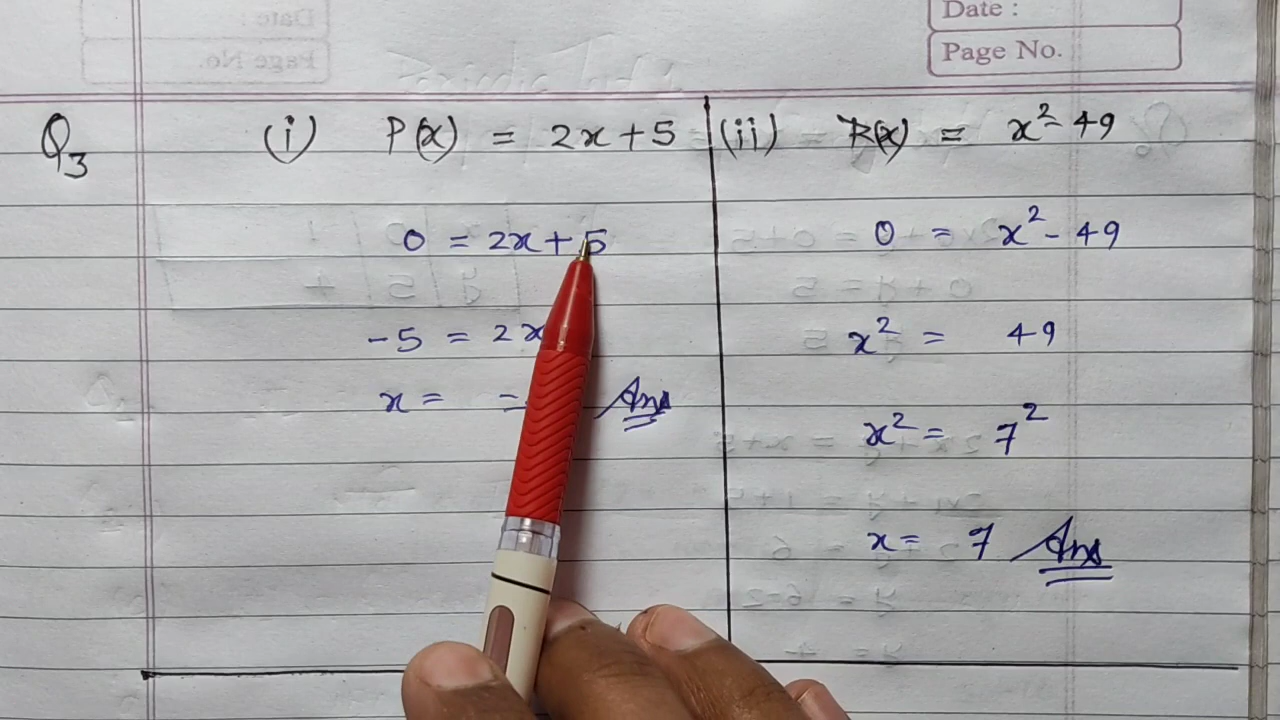 Date :
Page No.
Q3 (i) P(x) = 2x + 5
0 = 2x + 5
-5 = 2x
x = Ans
(ii) R(x) = x² - 49
0 = x² - 49
x² = 49
x² = 7²
x = 7 Ans